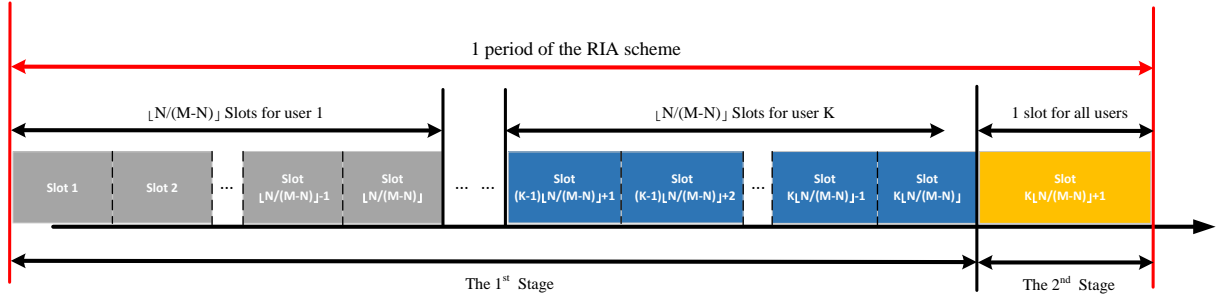 1 period of the RIA scheme
⌊N/(M-N)⌋ Slots for user 1
⌊N/(M-N)⌋ Slots for user K
1 slot for all users
Slot 1
Slot 2
...
Slot
⌊N/(M-N)⌋-1
Slot
⌊N/(M-N)⌋
... ...
Slot
(K-1)⌊N/(M-N)⌋+1
Slot
(K-1)⌊N/(M-N)⌋+2
...
Slot
K⌊N/(M-N)⌋-1
Slot
K⌊N/(M-N)⌋
Slot
K⌊N/(M-N)⌋+1
The 1st Stage
The 2nd Stage